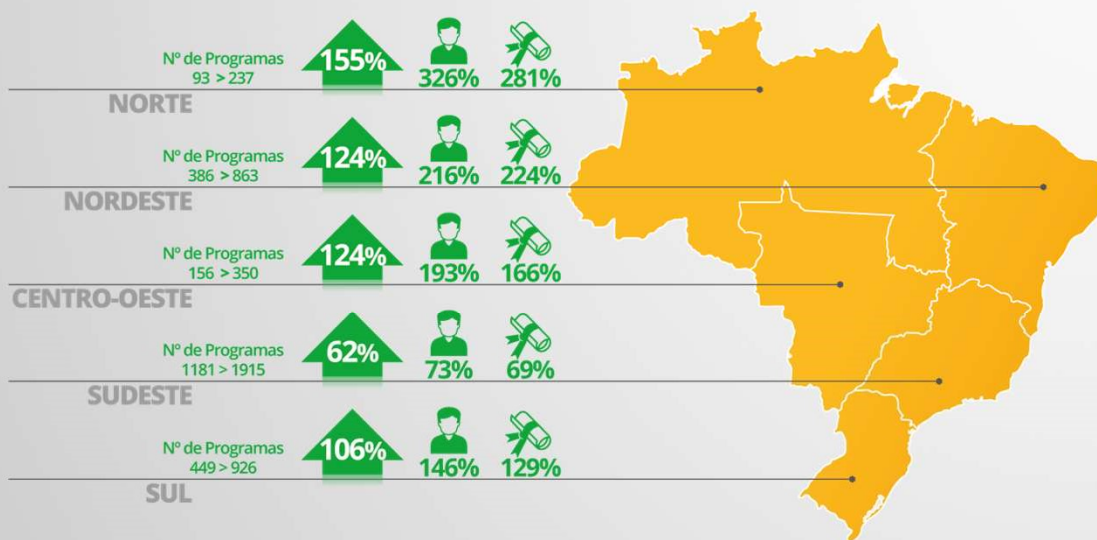 Nº de Programas
93 > 237
155%
326%
281%
NORTE
Nº de Programas
386 > 863
124%
216%
224%
NORDESTE
Nº de Programas
156 > 350
124%
193%
166%
CENTRO-OESTE
Nº de Programas
1181 > 1915
62%
73%
69%
SUDESTE
Nº de Programas
449 > 926
106%
146%
129%
SUL